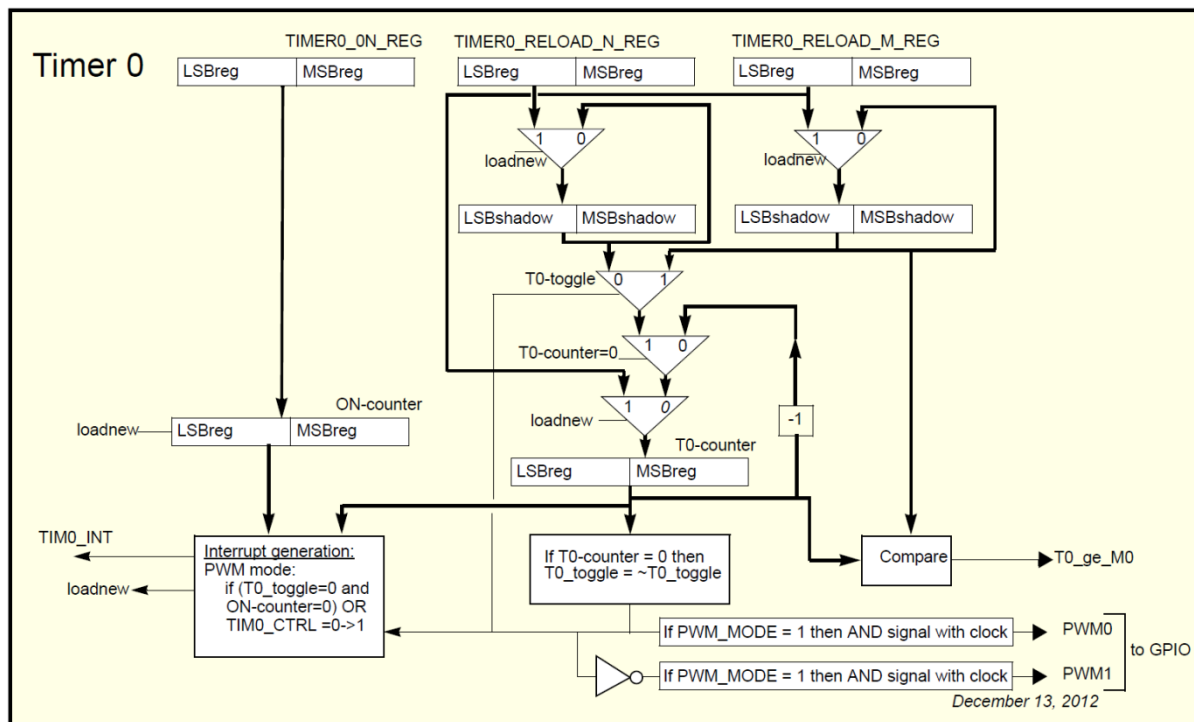 Timer 0
TIMER0_0N_REG
TIMER0_RELOAD_N_REG
TIMER0_RELOAD_M_REG
LSBreg
MSBreg
LSBreg
MSBreg
LSBreg
MSBreg
1
0
loadnew
1
0
loadnew
LSBshadow
MSBshadow
LSBshadow
MSBshadow
T0-toggle
0
1
T0-counter=0
1
0
loadnew
1
0
-1
ON-counter
loadnew
LSBreg
MSBreg
T0-counter
LSBreg
MSBreg
TIM0_INT
loadnew
Interrupt generation:
PWM mode:
if (T0_toggle=0 and
ON-counter=0) OR
TIM0_CTRL =0->1
If T0-counter = 0 then
T0_toggle = ~T0_toggle
Compare
T0_ge_M0
If PWM_MODE = 1 then AND signal with clock
PWM0
to GPIO
If PWM_MODE = 1 then AND signal with clock
PWM1
December 13, 2012